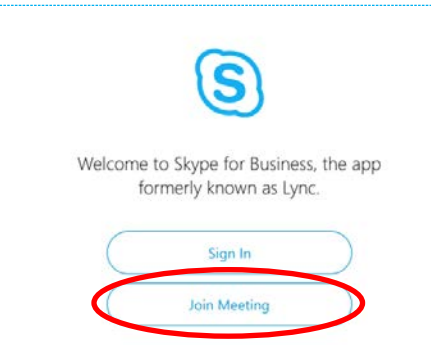 S
Welcome to Skype for Business, the app
formerly known as Lync.
Sign In
Join Meeting